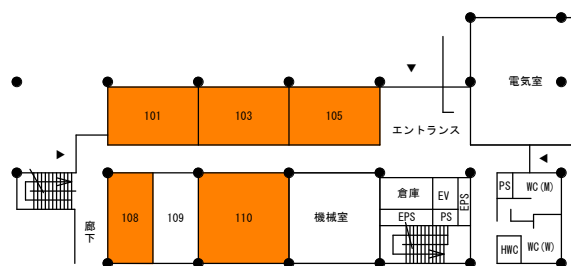 電気室
101
103
105
エントランス
倉庫
EV
EPS
EPS
PS
PS
WC(M)
HWC
WC(W)
廊下
108
109
110
機械室